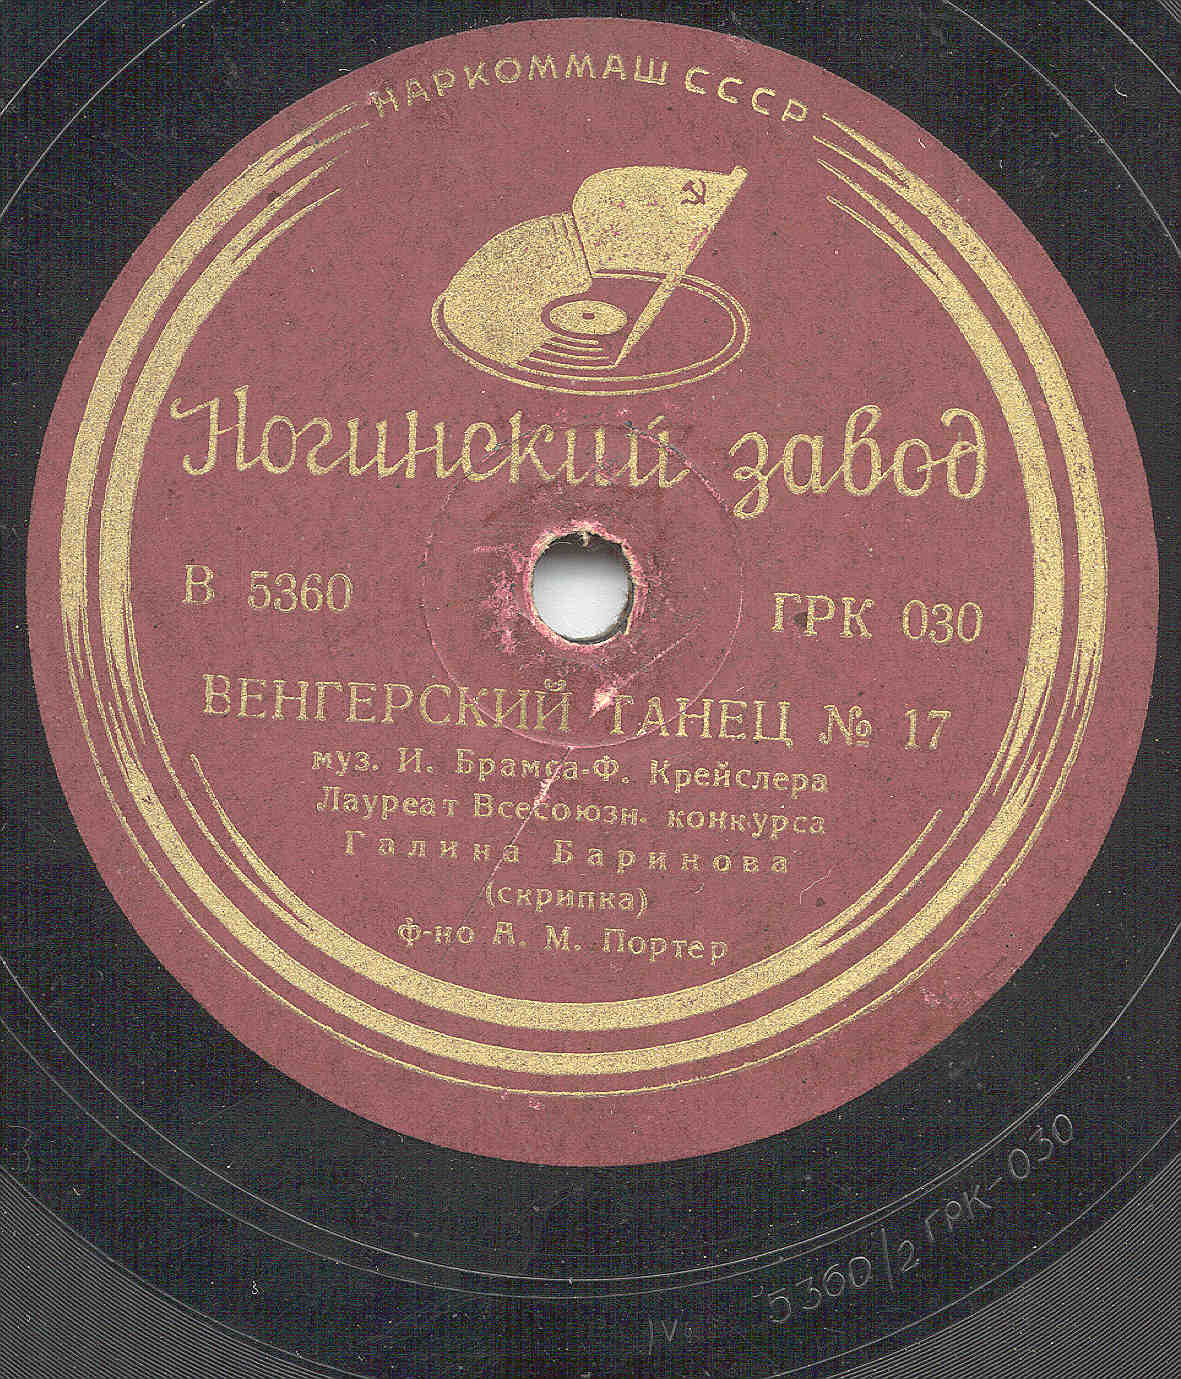 НАРКОММАШ СССР
Ногинский завод
В 5360 ГРК 030
ВЕНГЕРСКИЙ ТАНЕЦ № 17
муз. И. Брамса-Ф. Крейслера
Лауреат Всесоюзн. конкурса
Галина Баринова
(скрипка)
ф-но А. М. Портер
5360/2 ГРК-030